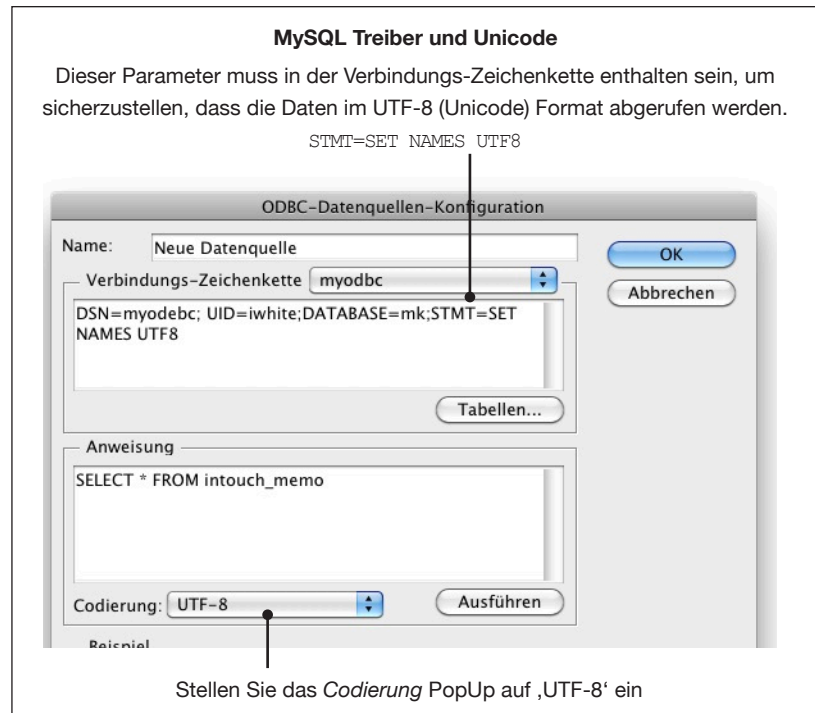 MySQL Treiber und Unicode
Dieser Parameter muss in der Verbindungs-Zeichenkette enthalten sein, um
sicherzustellen, dass die Daten im UTF-8 (Unicode) Format abgerufen werden.
STMT=SET NAMES UTF8
ODBC-Datenquellen-Konfiguration
Name: Neue Datenquelle
OK
Verbindungs-Zeichenkette myodbc
Abbrechen
DSN=myodebc; UID=iwhite;DATABASE=mk;STMT=SET
NAMES UTF8
Tabellen...
Anweisung
SELECT * FROM intouch_memo
Codierung: UTF-8
Ausführen
Beispiel
Stellen Sie das Codierung PopUp auf ‚UTF-8‘ ein